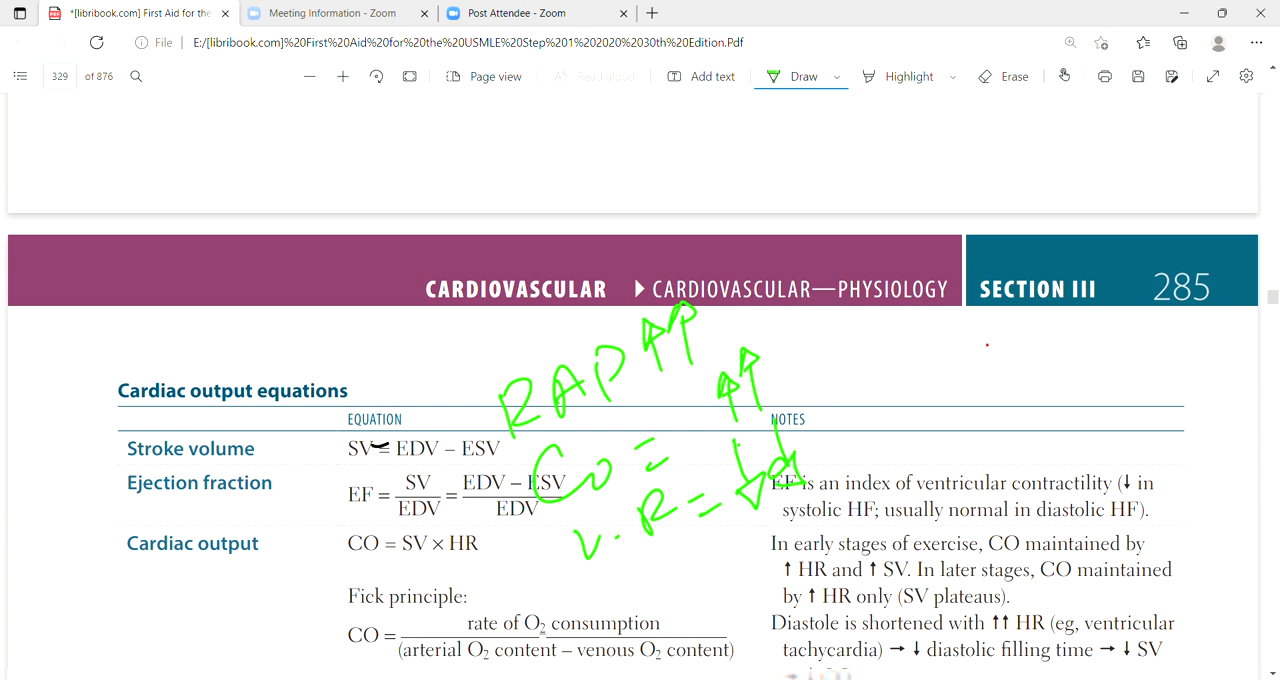 *[libribook.com] First Aid for the
Meeting Information - Zoom
Post Attendee - Zoom
File
E:/[libribook.com]%20First%20Aid%20for%20the%20USMLE%20Step%201%202020%2030th%20Edition.Pdf
329 of 876
Page view
Read aloud
Add text
Draw
Highlight
Erase
CARDIOVASCULAR ▶ CARDIOVASCULAR—PHYSIOLOGY SECTION III 285
RAP ↑↑
Cardiac output equations
EQUATION NOTES
Stroke volume SV = EDV – ESV
CO = ↑↑
Ejection fraction EF = SV/EDV = EDV – ESV/EDV EF is an index of ventricular contractility (↓ in
systolic HF; usually normal in diastolic HF).
V.R = ↓↓
Cardiac output CO = SV × HR In early stages of exercise, CO maintained by
↑ HR and ↑ SV. In later stages, CO maintained
by ↑ HR only (SV plateaus).
Fick principle:
CO = rate of O₂ consumption/(arterial O₂ content – venous O₂ content)
Diastole is shortened with ↑↑ HR (eg, ventricular
tachycardia) → ↓ diastolic filling time → ↓ SV